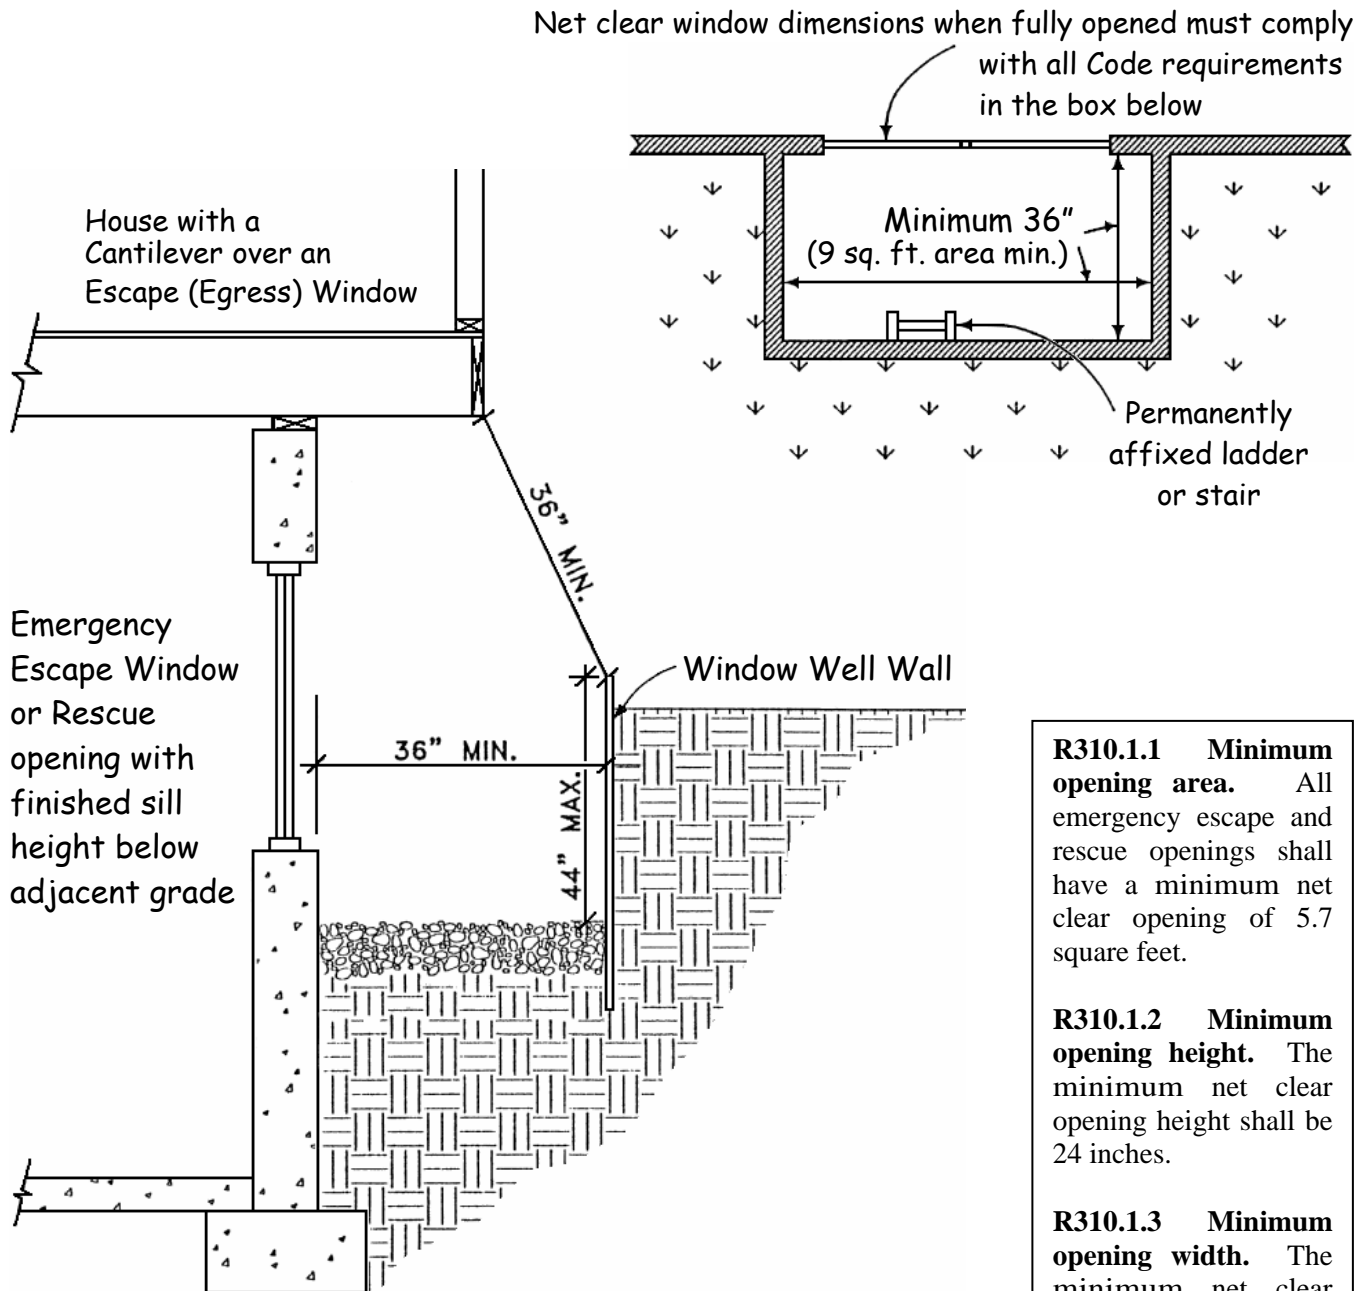 Net clear window dimensions when fully opened must comply
with all Code requirements
in the box below
House with a
Cantilever over an
Escape (Egress) Window
Minimum 36"
(9 sq. ft. area min.)
Permanently
affixed ladder
or stair
36" MIN.
Emergency
Escape Window
or Rescue
opening with
finished sill
height below
adjacent grade
Window Well Wall
36" MIN.
44" MAX.
R310.1.1 Minimum
opening area. All
emergency escape and
rescue openings shall
have a minimum net
clear opening of 5.7
square feet.
R310.1.2 Minimum
opening height. The
minimum net clear
opening height shall be
24 inches.
R310.1.3 Minimum
opening width. The
minimum net clear